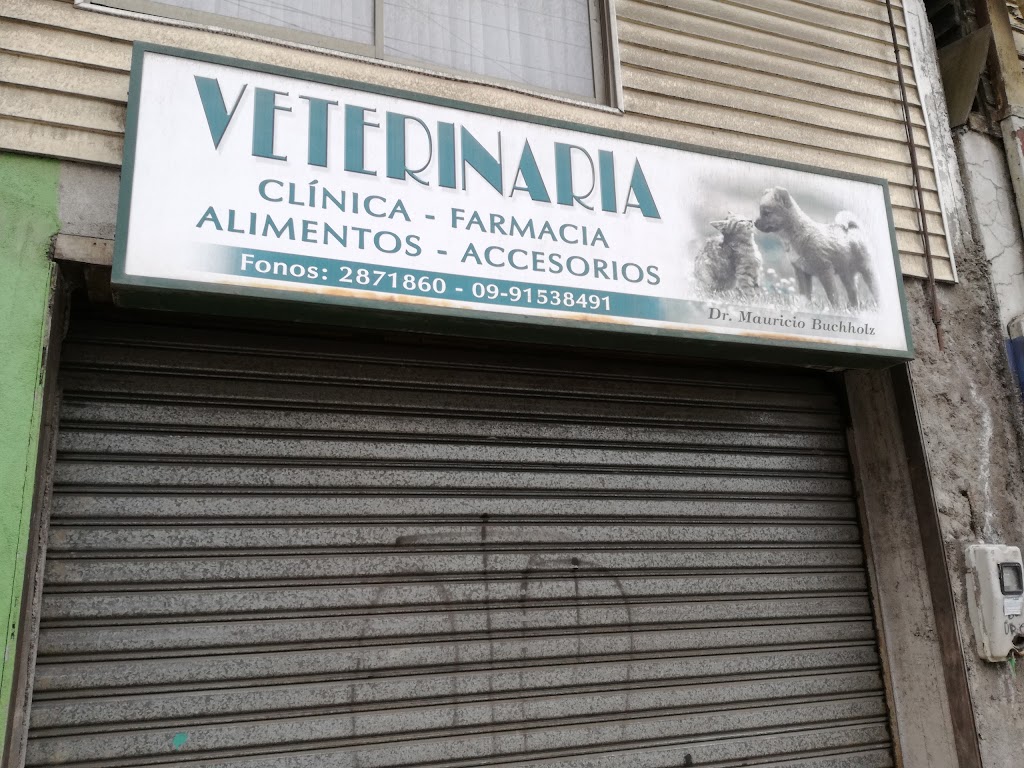 VETERINARIA
CLÍNICA - FARMACIA
ALIMENTOS - ACCESORIOS
Fonos: 2871860 - 09-91538491
Dr. Mauricio Buchholz